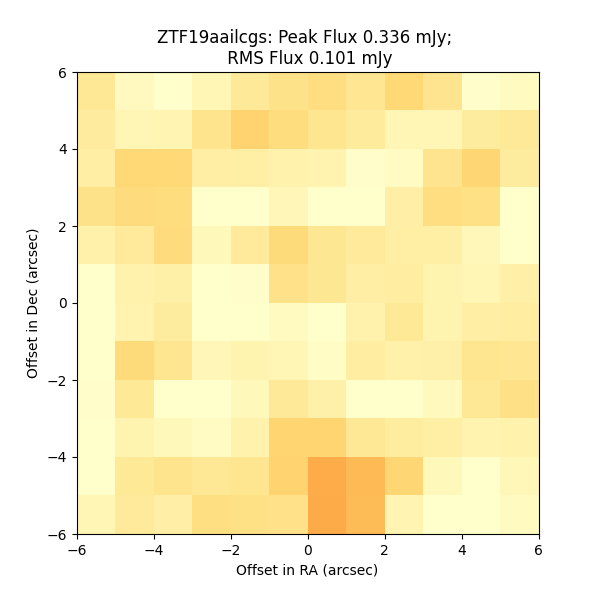 ZTF19aailcgs: Peak Flux 0.336 mJy;
RMS Flux 0.101 mJy
6
4
2
0
−2
−4
−6
Offset in Dec (arcsec)
−6 −4 −2 0 2 4 6
Offset in RA (arcsec)